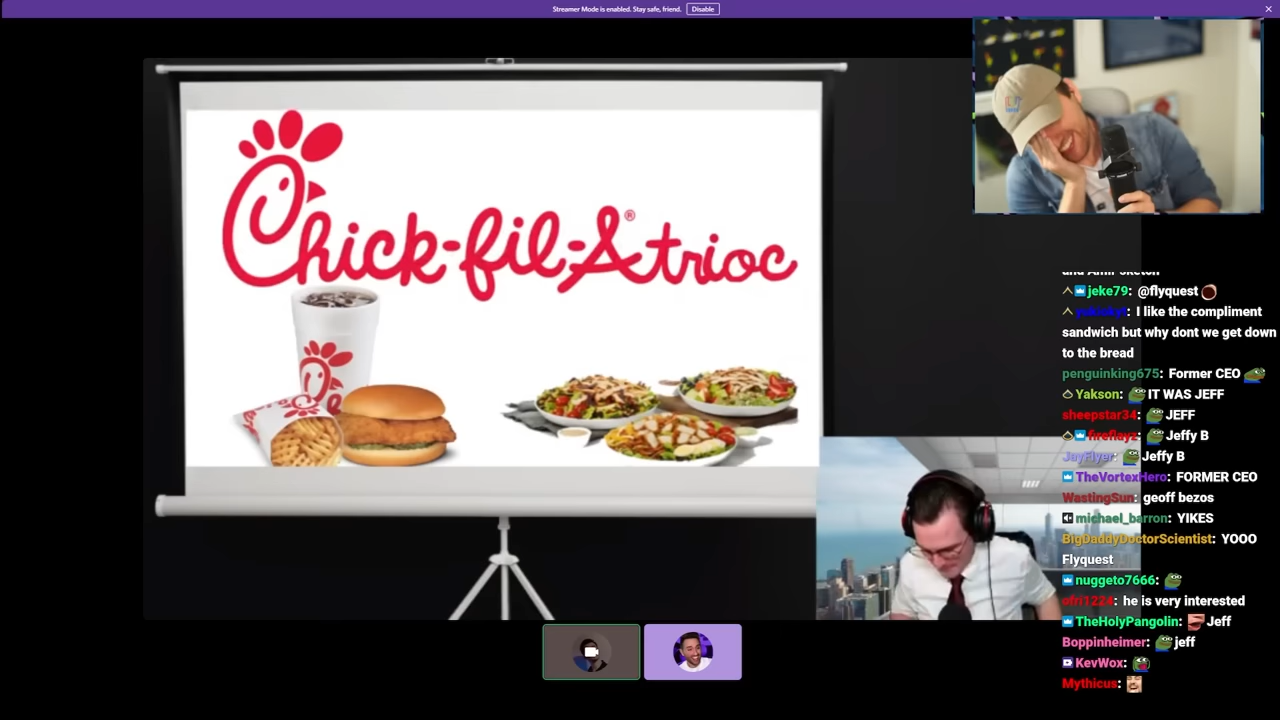 Streamer Mode is enabled. Stay safe, friend. Disable
Chick-fil-Atrioc
jeke79: @flyquest
: I like the compliment
sandwich but why dont we get down
to the bread
penguinking675: Former CEO
Yakson: IT WAS JEFF
sheepstar34: JEFF
fireflayz: Jeffy B
JayFlyer: Jeffy B
TheVortexHero: FORMER CEO
WastingSun: geoff bezos
michael_barron: YIKES
BigDaddyDoctorScientist: YOOO
Flyquest
nuggeto7666:
ofri1224: he is very interested
TheHolyPangolin: Jeff
Boppinheimer: jeff
KevWox:
Mythicus: